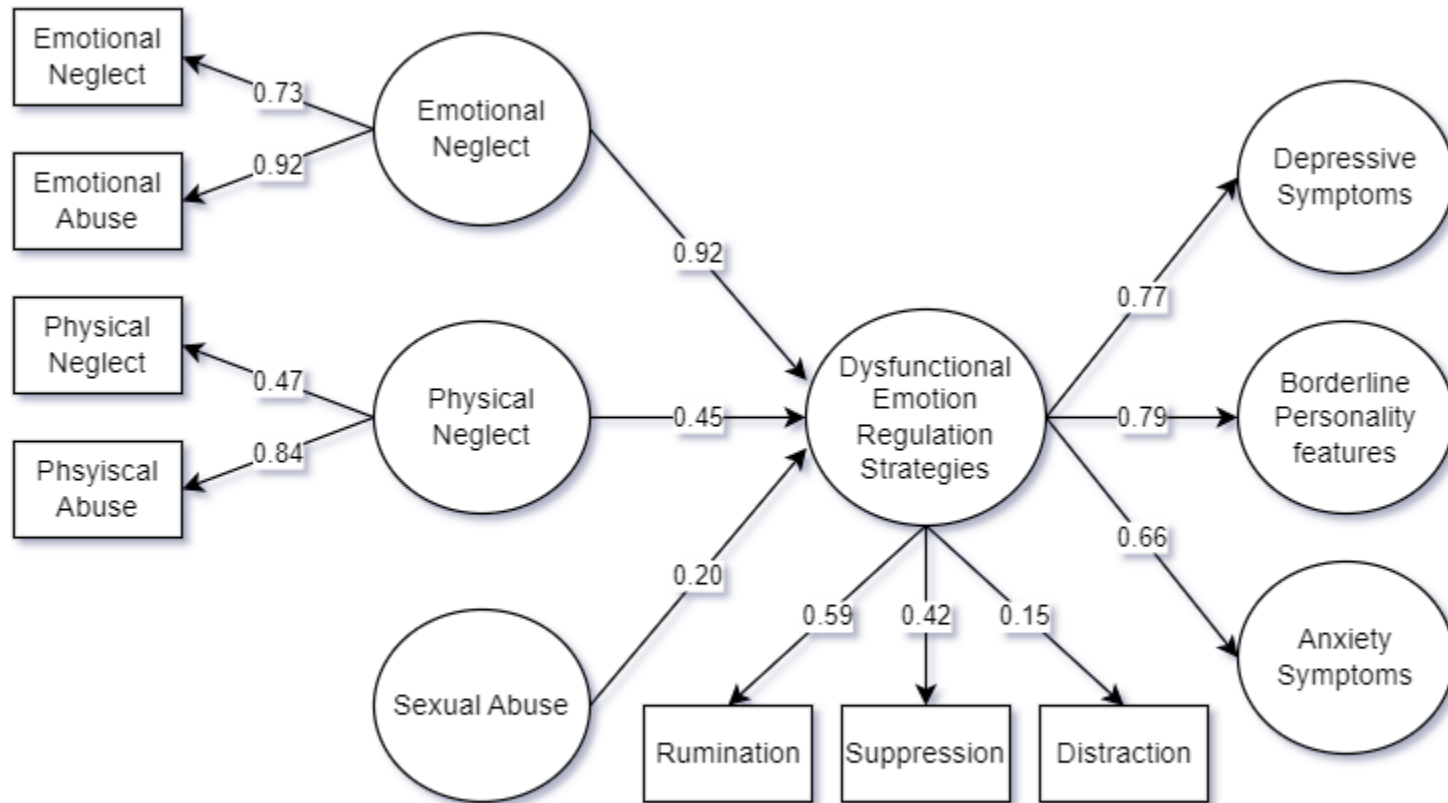 Emotional
Neglect
0.73
Emotional
Abuse
0.92
Emotional
Neglect
0.92
Physical
Neglect
0.47
Phsyiscal
Abuse
0.84
Physical
Neglect
0.45
Sexual Abuse
0.20
Dysfunctional
Emotion
Regulation
Strategies
0.59
0.42
0.15
Rumination
Suppression
Distraction
0.77
Depressive
Symptoms
0.79
Borderline
Personality
features
0.66
Anxiety
Symptoms